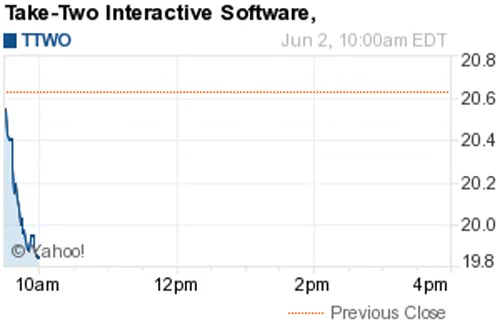 Take-Two Interactive Software,
TTWO
Jun 2, 10:00am EDT
20.8
20.6
20.4
20.2
20.0
19.8
© Yahoo!
10am 12pm 2pm 4pm
Previous Close